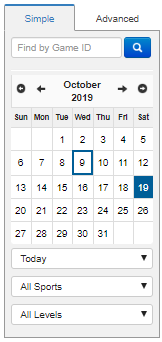 Simple Advanced
Find by Game ID
October
2019
Sun Mon Tue Wed Thu Fri Sat
1 2 3 4 5
6 7 8 9 10 11 12
13 14 15 16 17 18 19
20 21 22 23 24 25 26
27 28 29 30 31
Today
All Sports
All Levels